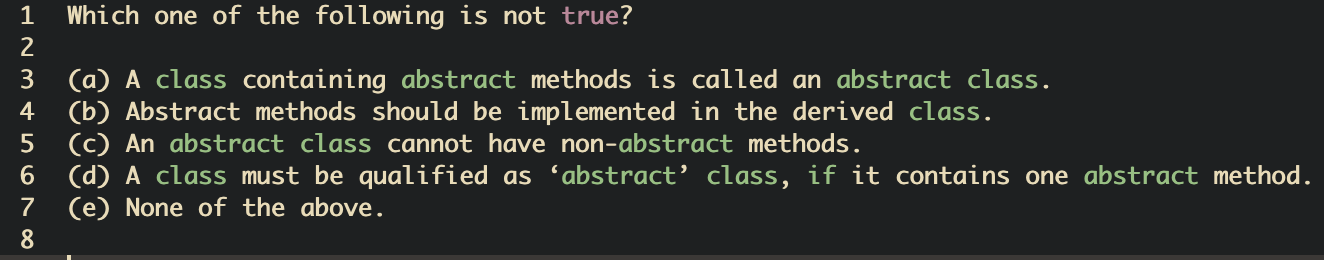 1 Which one of the following is not true?
2
3 (a) A class containing abstract methods is called an abstract class.
4 (b) Abstract methods should be implemented in the derived class.
5 (c) An abstract class cannot have non-abstract methods.
6 (d) A class must be qualified as ‘abstract’ class, if it contains one abstract method.
7 (e) None of the above.
8